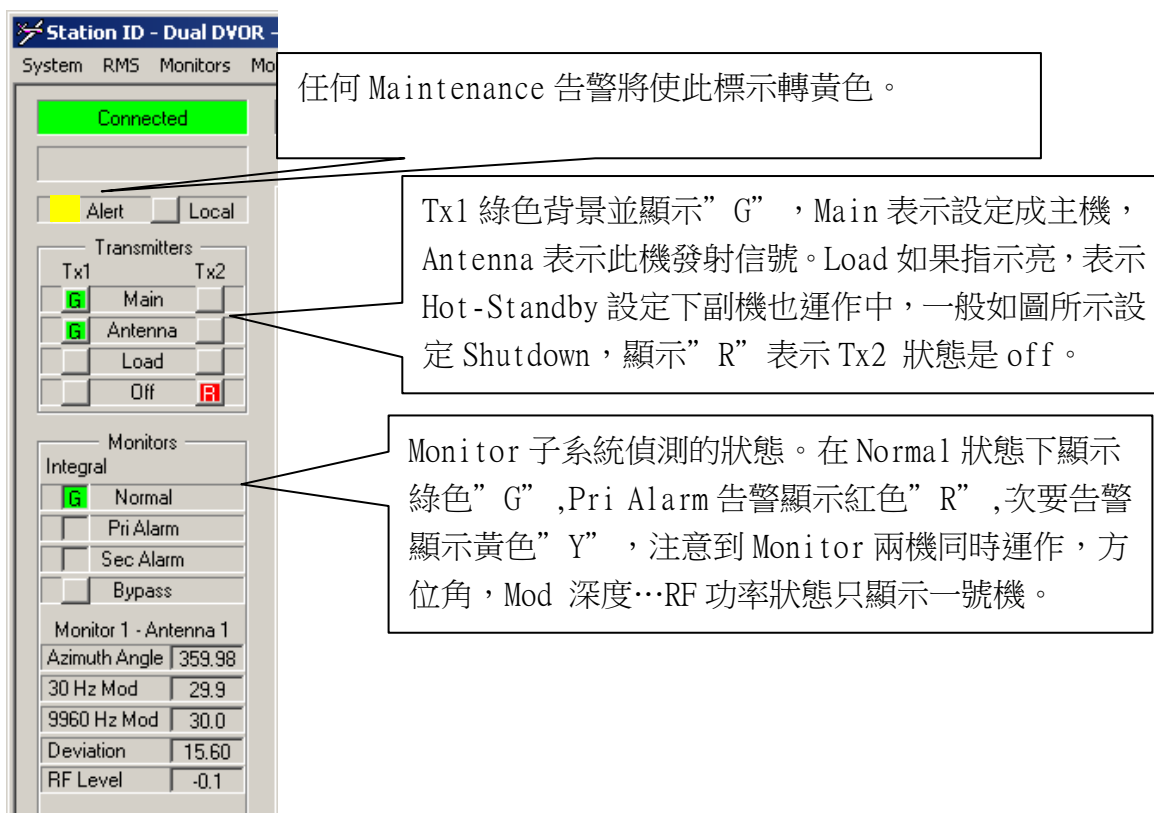 Station ID - Dual DVOR -
System RMS Monitors Mo
Connected
Alert Local
Transmitters
Tx1 Tx2
G Main
G Antenna
Load
Off R
Monitors
Integral
G Normal
Pri Alarm
Sec Alarm
Bypass
Monitor 1 - Antenna 1
Azimuth Angle 359.98
30 Hz Mod 29.9
9960 Hz Mod 30.0
Deviation 15.60
RF Level -0.1
任何 Maintenance 告警將使此標示轉黃色。
Tx1 綠色背景並顯示”G”，Main 表示設定成主機，
Antenna 表示此機發射信號。Load 如果指示亮，表示
Hot-Standby 設定下副機也運作中，一般如圖所示設
定 Shutdown，顯示”R”表示 Tx2 狀態是 off。
Monitor 子系統偵測的狀態。在 Normal 狀態下顯示
綠色”G”,Pri Alarm 告警顯示紅色”R”,次要告警
顯示黃色”Y”，注意到 Monitor 兩機同時運作，方
位角，Mod 深度…RF 功率狀態只顯示一號機。